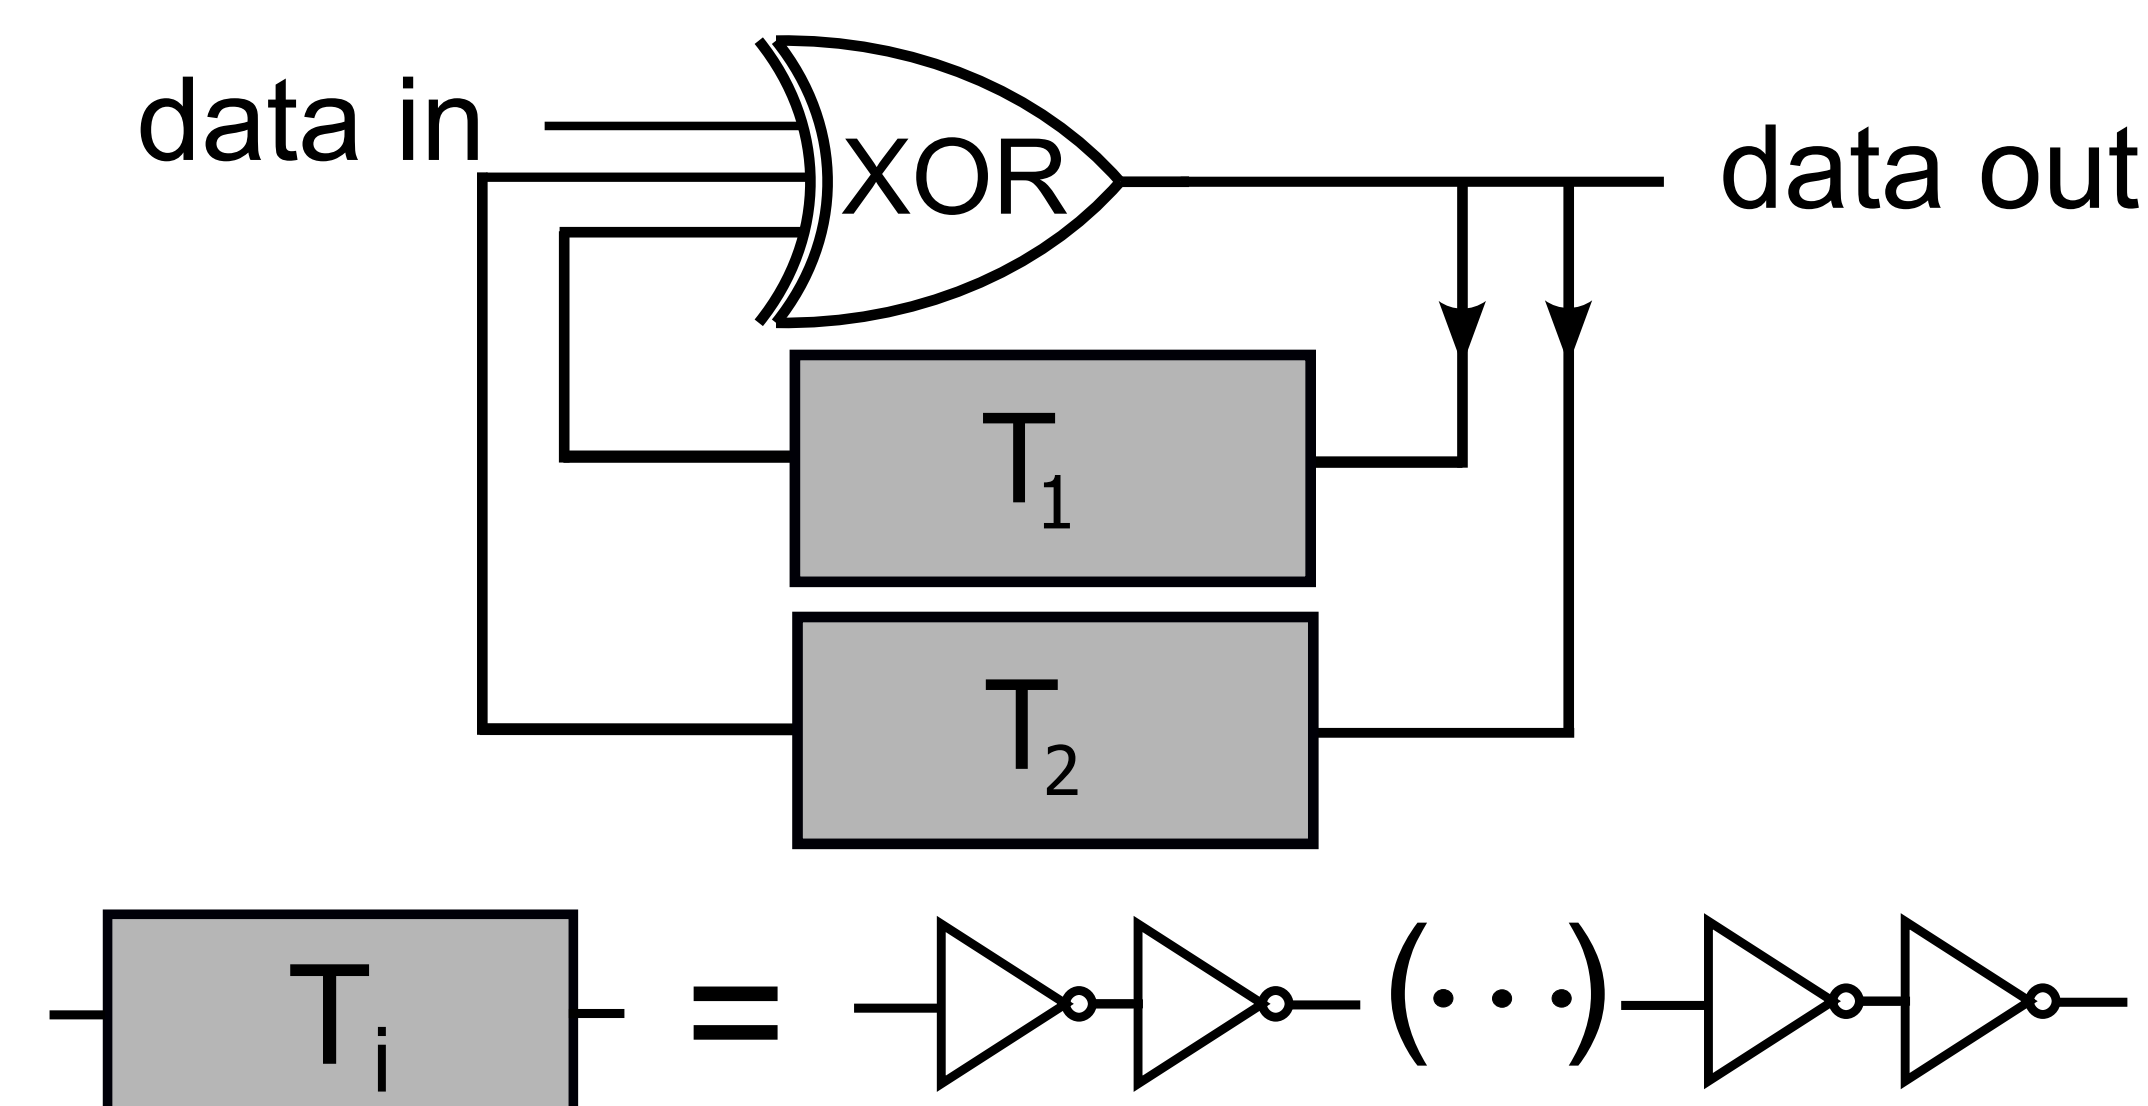 data in
XOR
data out
T1
T2
Ti = (• • •)